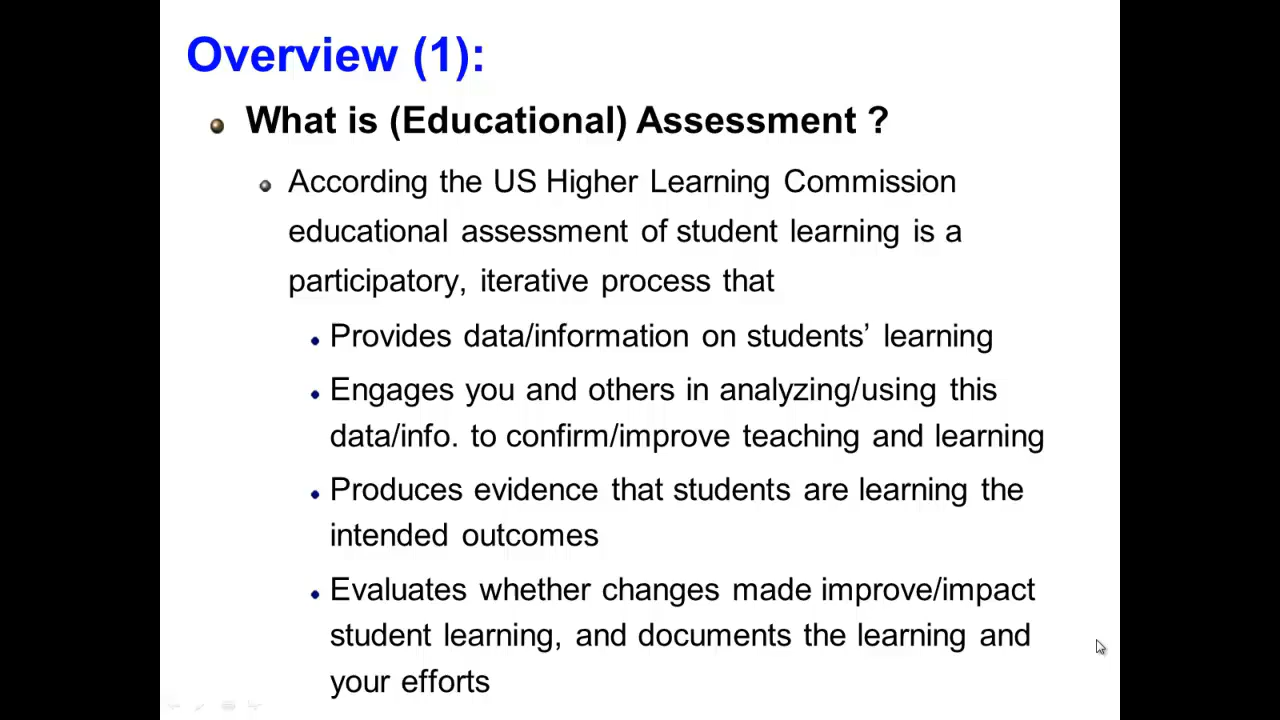 Overview (1):
What is (Educational) Assessment ?
According the US Higher Learning Commission
educational assessment of student learning is a
participatory, iterative process that
Provides data/information on students’ learning
Engages you and others in analyzing/using this
data/info. to confirm/improve teaching and learning
Produces evidence that students are learning the
intended outcomes
Evaluates whether changes made improve/impact
student learning, and documents the learning and
your efforts